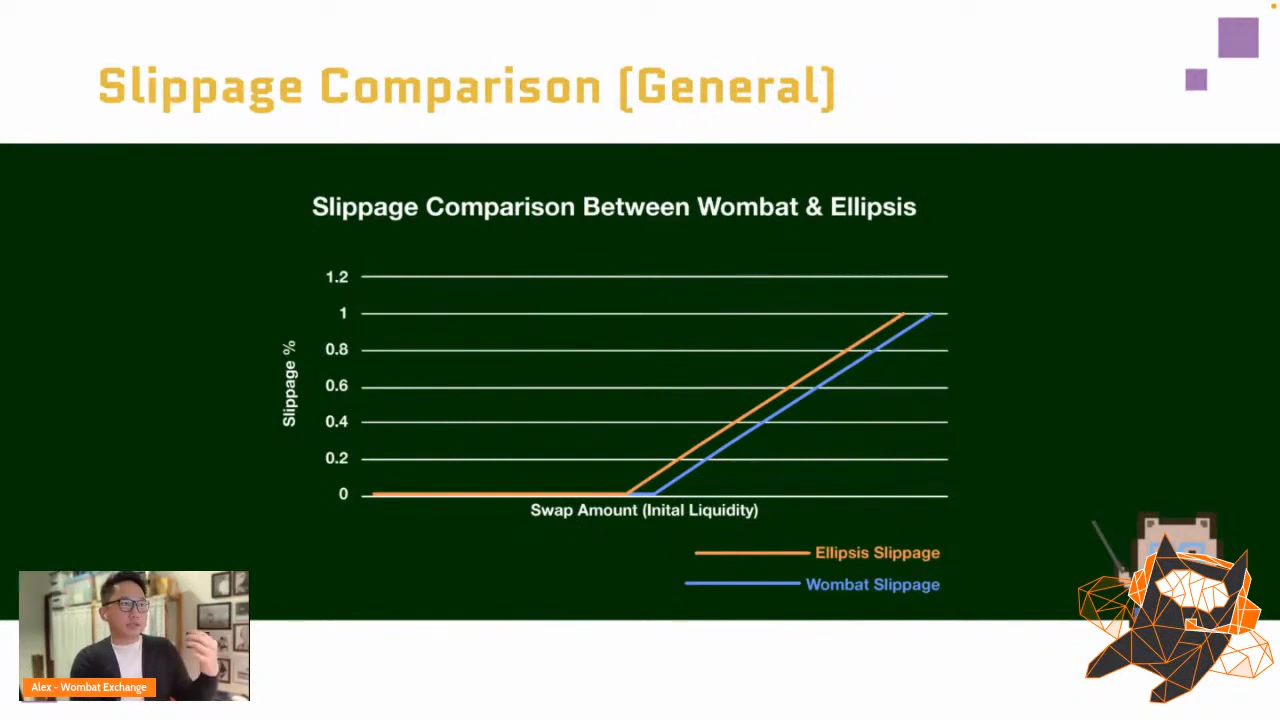 Slippage Comparison (General)
Slippage Comparison Between Wombat & Ellipsis
1.2
1
0.8
0.6
0.4
0.2
0
Slippage %
Swap Amount (Inital Liquidity)
Ellipsis Slippage
Wombat Slippage
Alex - Wombat Exchange